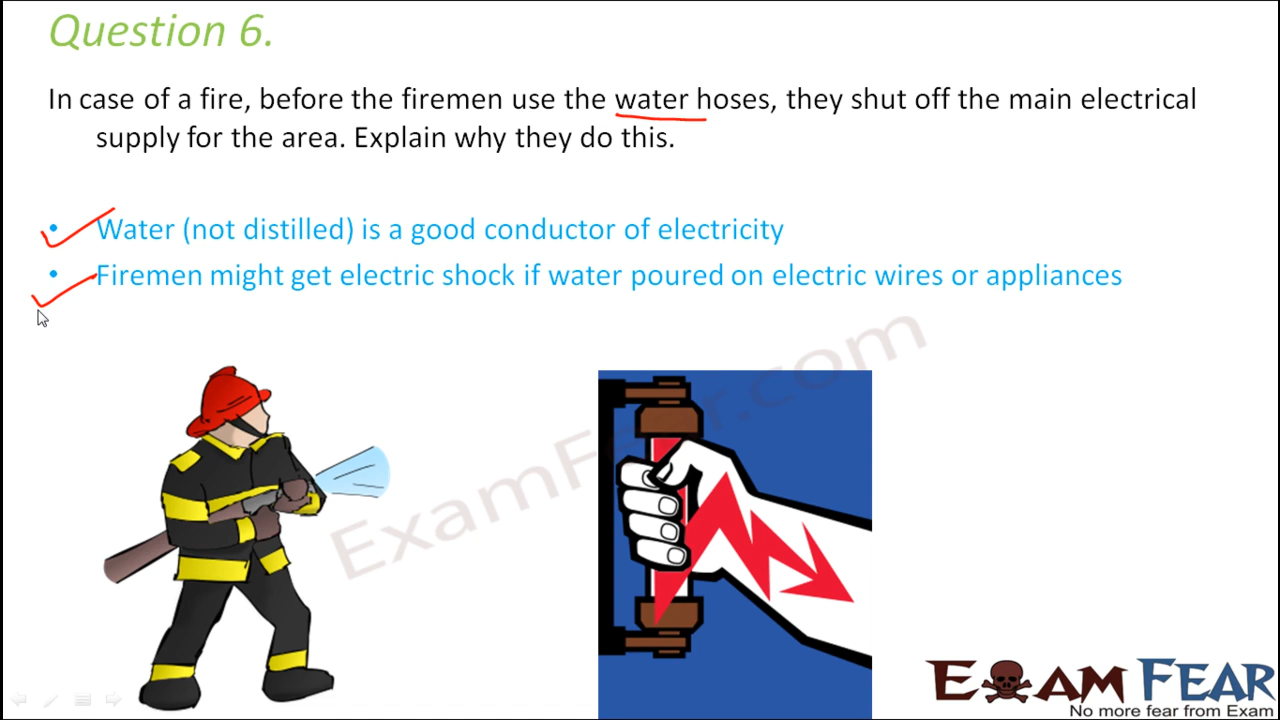 Question 6.
In case of a fire, before the firemen use the water hoses, they shut off the main electrical
supply for the area. Explain why they do this.
• Water (not distilled) is a good conductor of electricity
• Firemen might get electric shock if water poured on electric wires or appliances
ExamFear.com
EXAM FEAR
No more fear from Exam